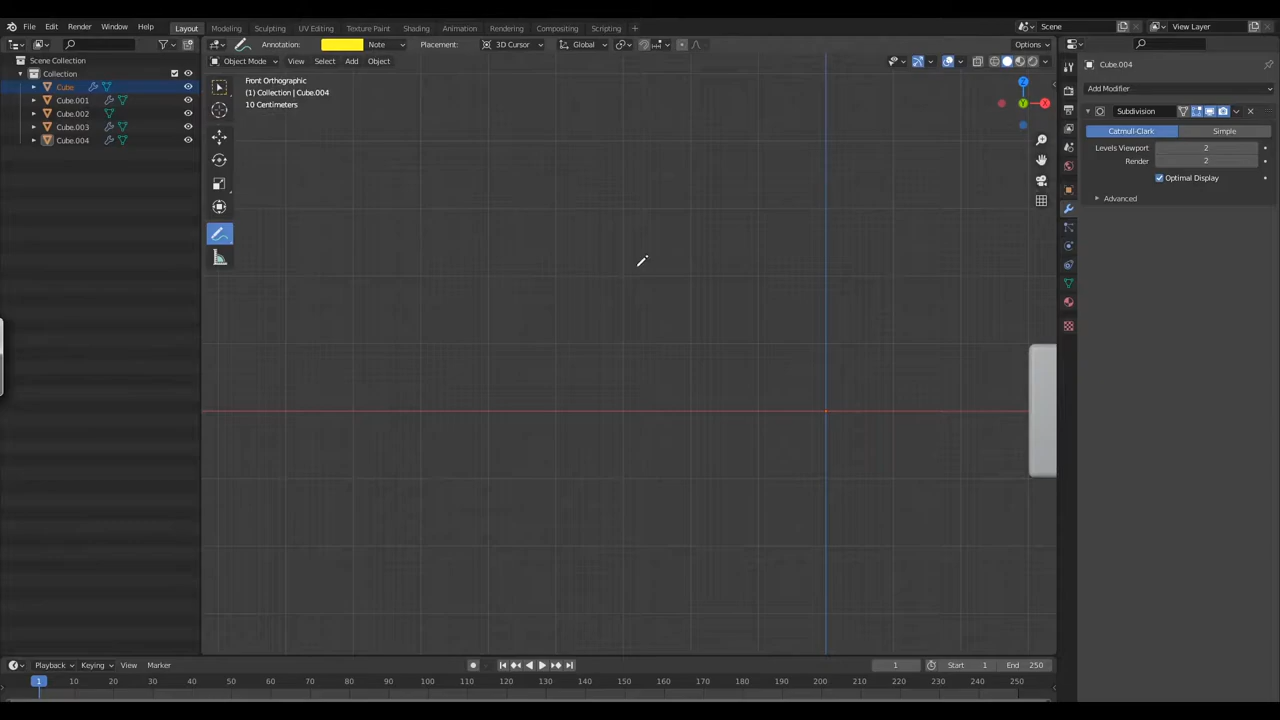 File Edit Render Window Help Layout Modeling Sculpting UV Editing Texture Paint Shading Animation Rendering Compositing Scripting + Scene View Layer
Annotation: Note Placement: 3D Cursor Global Options
Object Mode View Select Add Object
Scene Collection
Collection
Cube
Cube.001
Cube.002
Cube.003
Cube.004
Front Orthographic
(1) Collection | Cube.004
10 Centimeters
Z
Y
X
Cube.004
Add Modifier
Subdivision
Catmull-Clark Simple
Levels Viewport 2
Render 2
Optimal Display
Advanced
Playback Keying View Marker 1 Start 1 End 250
1 10 20 30 40 50 60 70 80 90 100 110 120 130 140 150 160 170 180 190 200 210 220 230 240 250